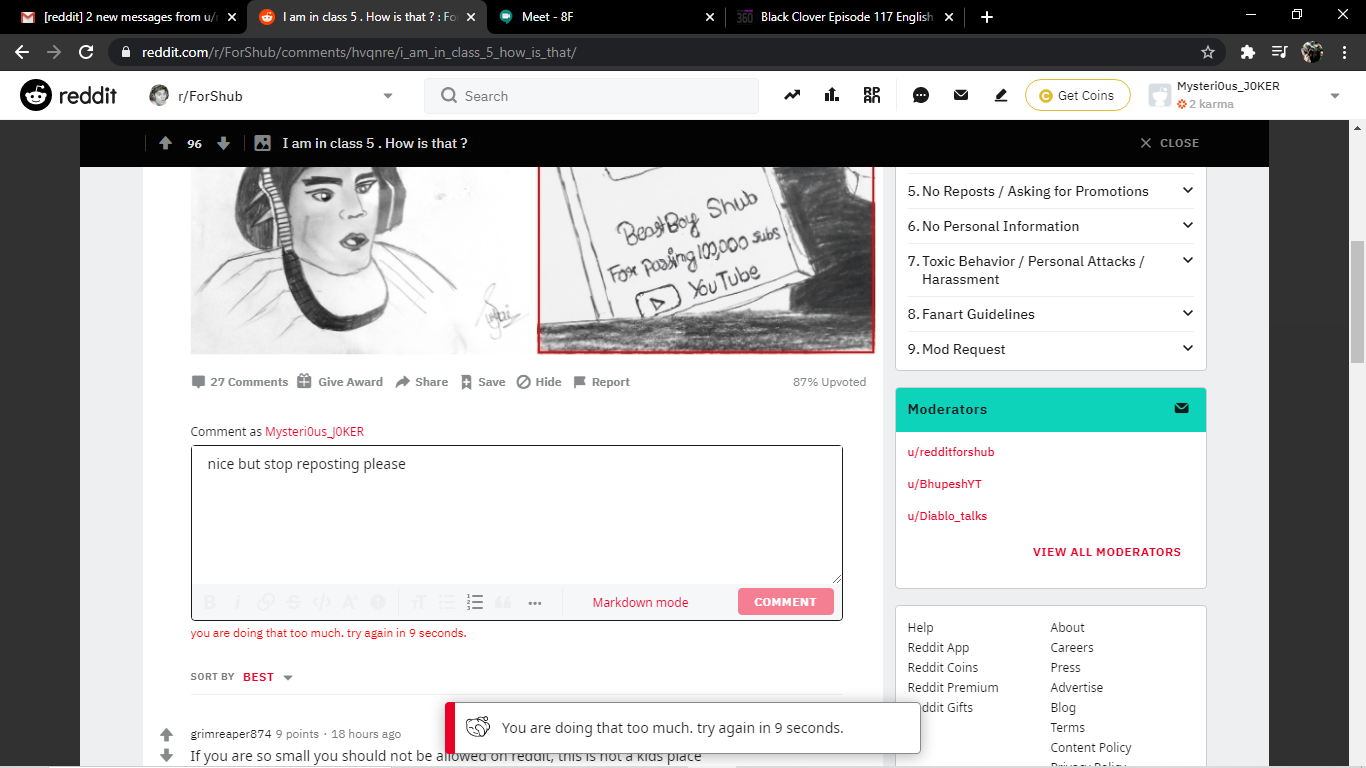 [reddit] 2 new messages from u/
I am in class 5 . How is that ? : Fo
Meet - 8F
Black Clover Episode 117 English
reddit.com/r/ForShub/comments/hvqnre/i_am_in_class_5_how_is_that/
reddit
r/ForShub
Search
Get Coins
Mysteri0us_J0KER
2 karma
96
I am in class 5 . How is that ?
CLOSE
BeastBoy Shub
For Passing 100,000 subs
YouTube
27 Comments
Give Award
Share
Save
Hide
Report
87% Upvoted
Comment as Mysteri0us_J0KER
nice but stop reposting please
Markdown mode
COMMENT
you are doing that too much. try again in 9 seconds.
SORT BY BEST
grimreaper874 9 points · 18 hours ago
If you are so small you should not be allowed on reddit, this is not a kids place
You are doing that too much. try again in 9 seconds.
5. No Reposts / Asking for Promotions
6. No Personal Information
7. Toxic Behavior / Personal Attacks /
Harassment
8. Fanart Guidelines
9. Mod Request
Moderators
u/redditforshub
u/BhupeshYT
u/Diablo_talks
VIEW ALL MODERATORS
Help
Reddit App
Reddit Coins
Reddit Premium
Reddit Gifts
About
Careers
Press
Advertise
Blog
Terms
Content Policy
Privacy Policy